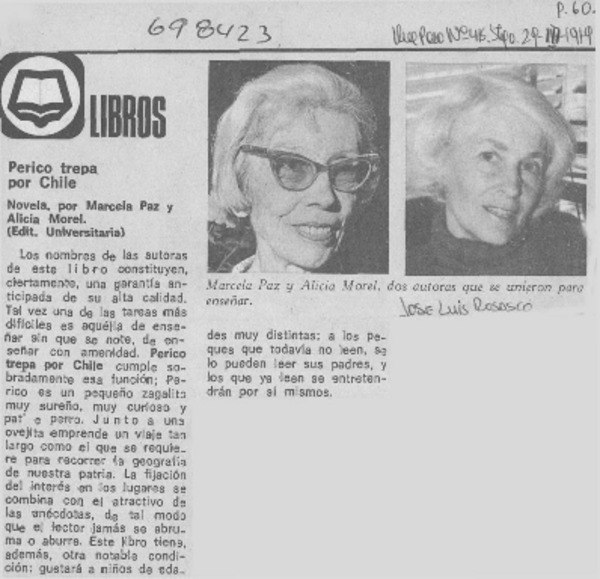 P. 60.
698423
LIBROS
Perico trepa
por Chile
Novela, por Marcela Paz y
Alicia Morel.
(Edit. Universitaria)
Los nombres de las autoras
de este libro constituyen,
ciertamente, una garantía an-
ticipada de su alta calidad.
Tal vez una de las tareas más
difíciles es aquélla de ense-
ñar sin que se note, de en-
señar con amenidad. Perico
trepa por Chile cumple so-
bradamente esa función; Pe-
rico es un pequeño zagalito
muy sureño, muy curioso y
pat' e perro. Junto a una
ovejita emprende un viaje tan
largo como el que se requie-
re para recorrer la geografía
de nuestra patria. La fijación
del interés en los lugares se
combina con el atractivo de
las anécdotas, de tal modo
que el lector jamás se abru-
ma o aburre. Este libro tiene,
además, otra notable condi-
ción: gustará a niños de eda-
Marcela Paz y Alicia Morel, dos autoras que se unieron para
enseñar.
JOSE LUIS ROSASCO
des muy distintas: a los pe-
ques que todavía no leen, se
lo pueden leer sus padres, y
los que ya leen se entreten-
drán por sí mismos.